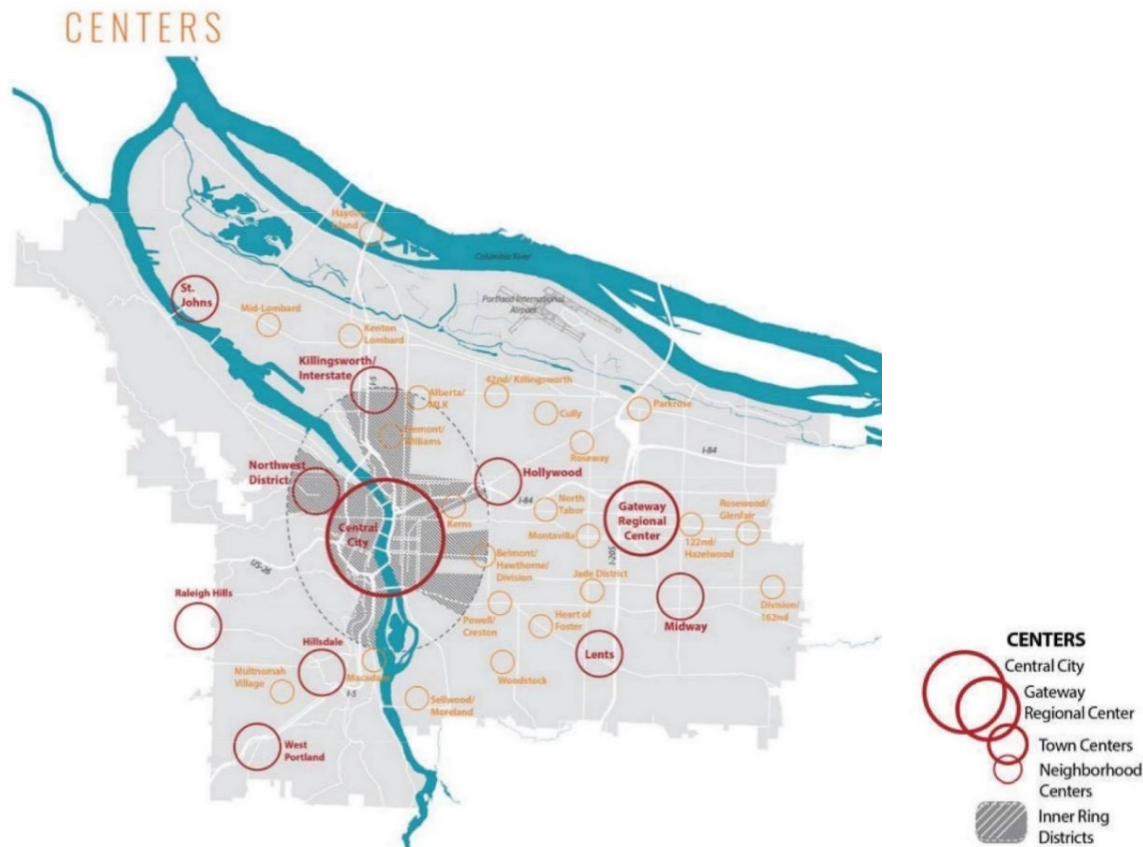 CENTERS
Hayden
Island
Columbia River
Portland International
Airport
St.
Johns
Mid-Lombard
Kenton
Lombard
Killingsworth/
Interstate
I-5
Alberta/
MLK
42nd/ Killingsworth
Cully
Parkrose
Fremont/
Williams
Roseway
I-84
Northwest
District
Hollywood
I-84
Kerns
North
Tabor
Montavilla
Gateway
Regional
Center
Rosewood/
Glenfair
122nd/
Hazelwood
Central
City
I-205
US-26
Belmont/
Hawthorne/
Division
Jade District
Raleigh Hills
Powell/
Creston
Heart of
Foster
Midway
Division/
162nd
Hillsdale
Macadam
Lents
Multnomah
Village
I-5
Woodstock
Sellwood/
Moreland
West
Portland
CENTERS
Central City
Gateway
Regional Center
Town Centers
Neighborhood
Centers
Inner Ring
Districts